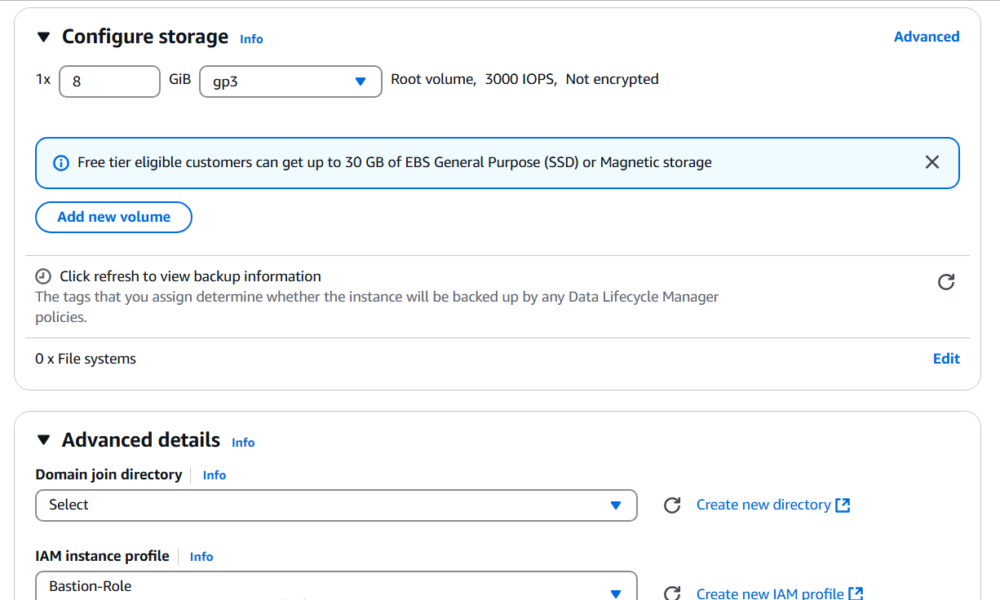 Configure storage Info Advanced
1x 8 GiB gp3 Root volume, 3000 IOPS, Not encrypted
Free tier eligible customers can get up to 30 GB of EBS General Purpose (SSD) or Magnetic storage
Add new volume
Click refresh to view backup information
The tags that you assign determine whether the instance will be backed up by any Data Lifecycle Manager
policies.
0 x File systems Edit
Advanced details Info
Domain join directory Info
Select Create new directory
IAM instance profile Info
Bastion-Role
Create new IAM profile